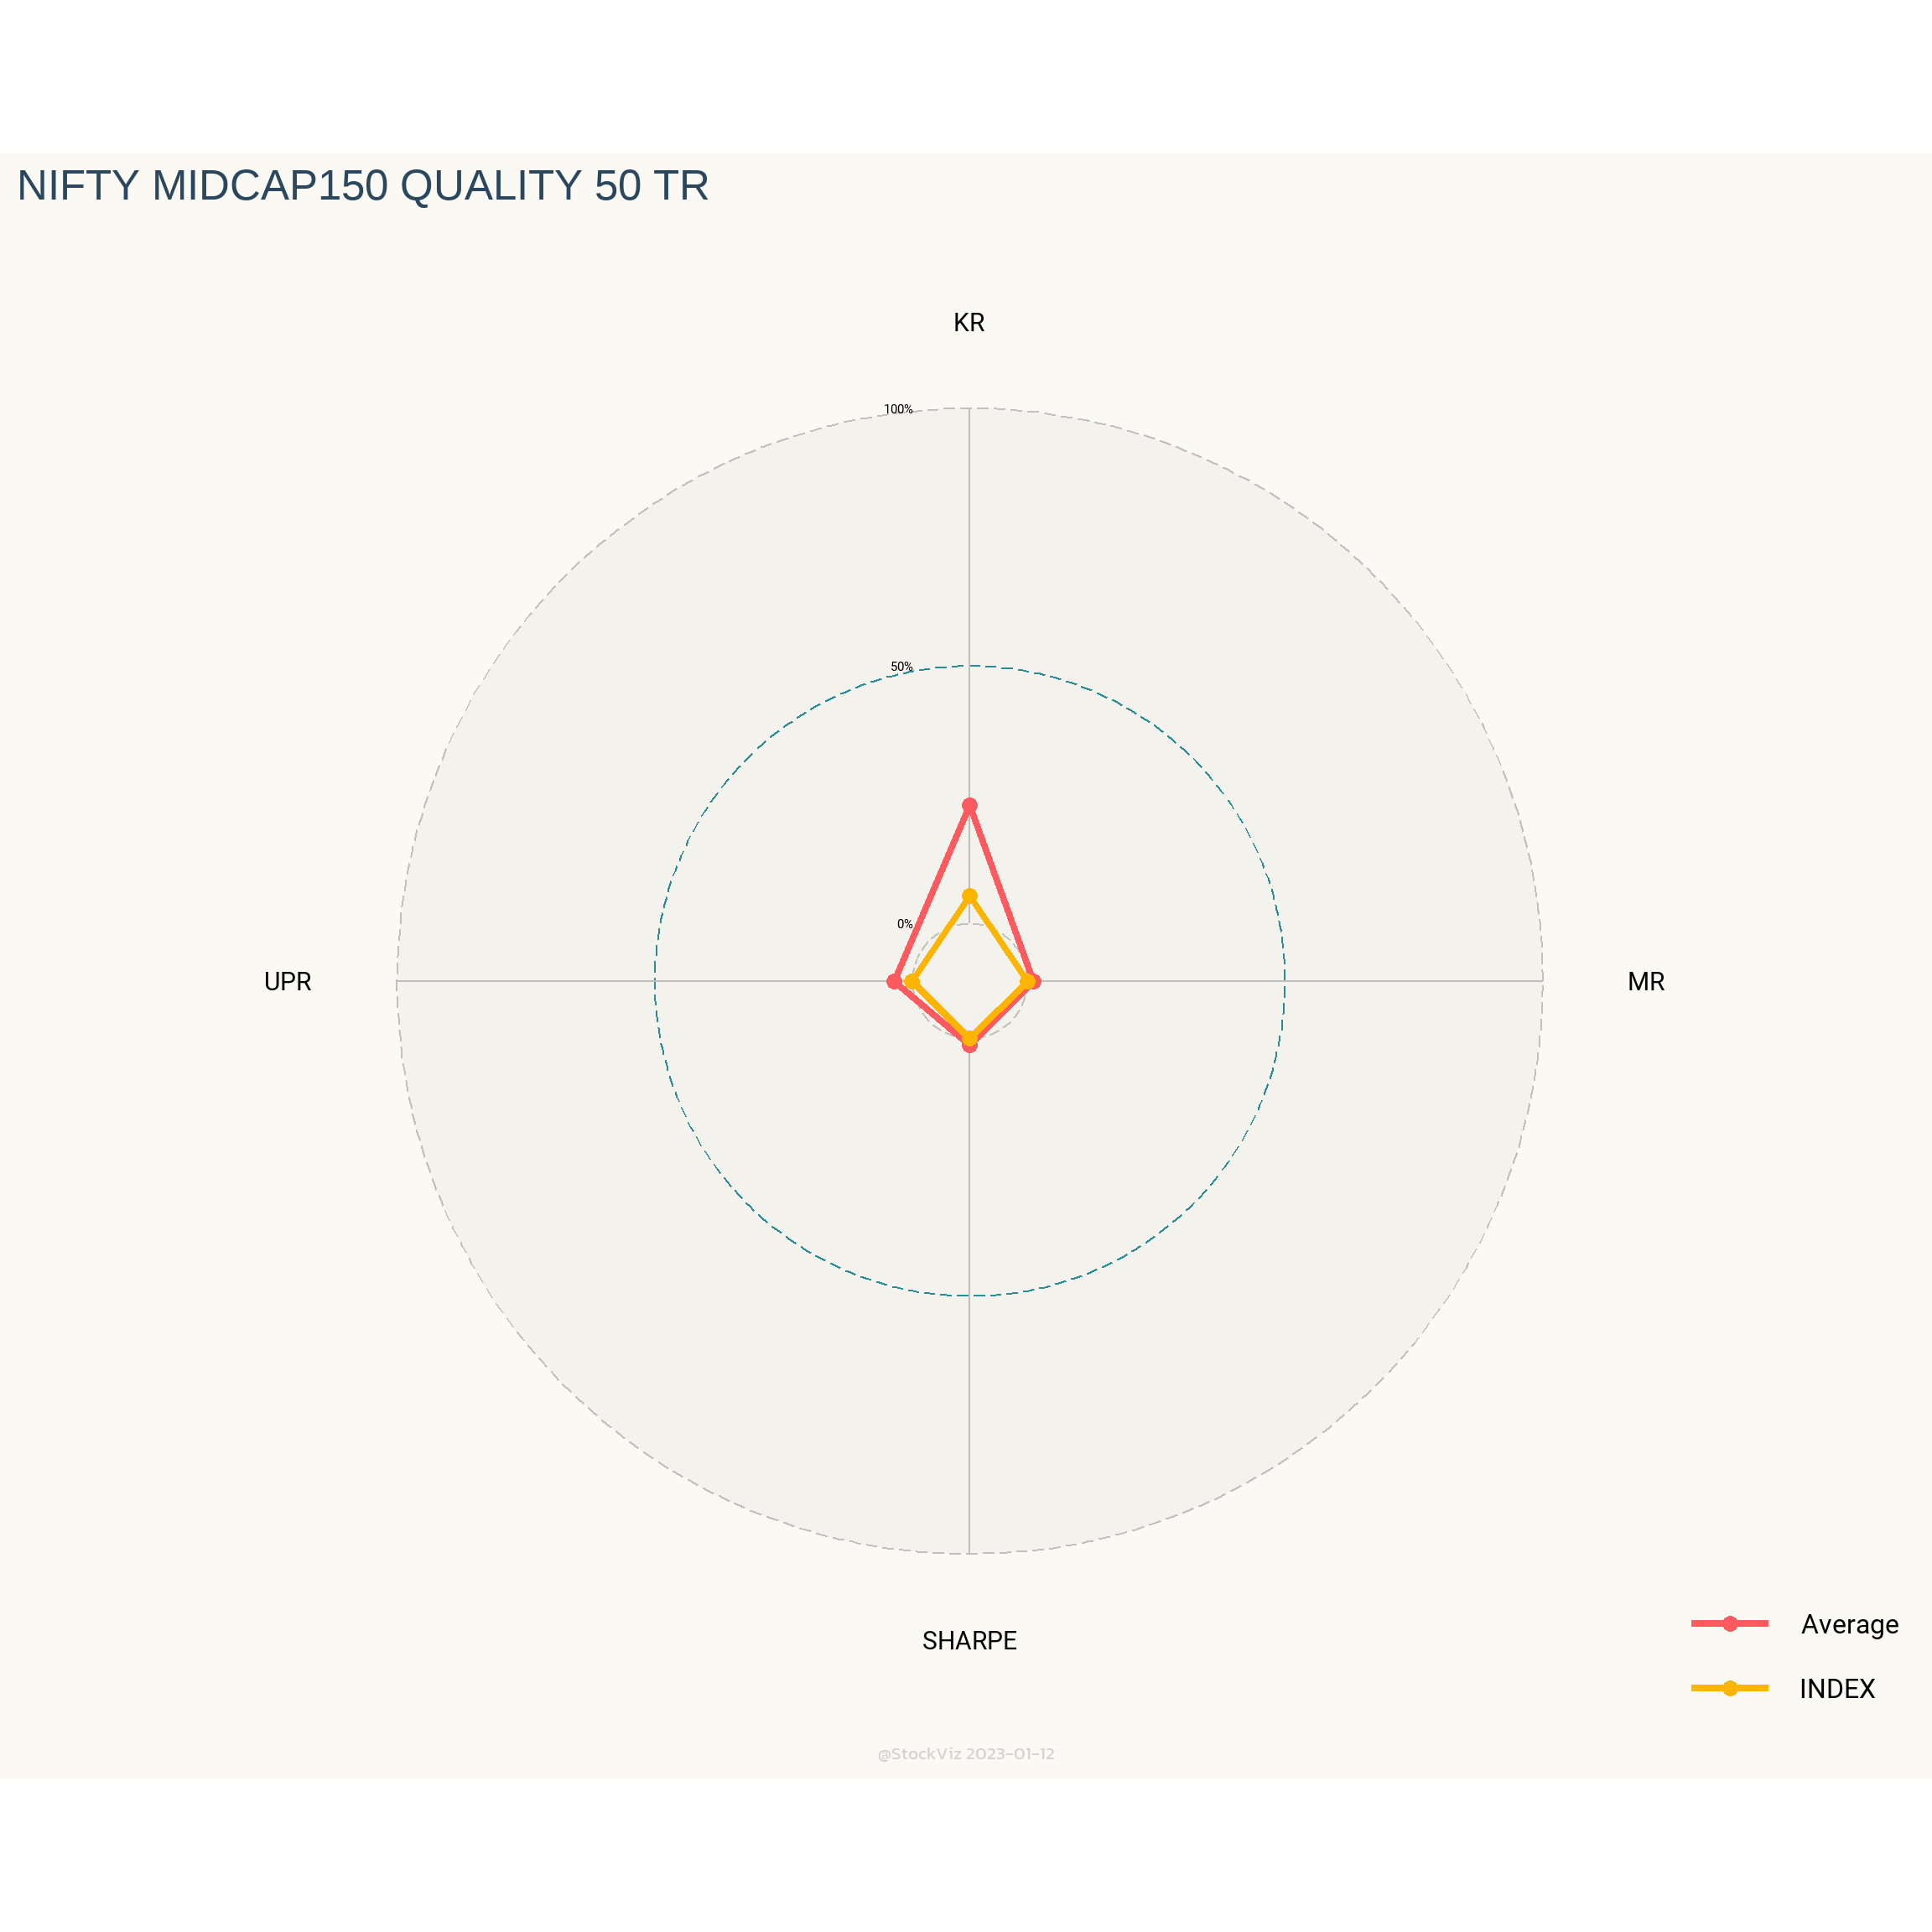 NIFTY MIDCAP150 QUALITY 50 TR
KR
100%
50%
0%
UPR
MR
SHARPE
Average
INDEX
@StockViz 2023-01-12